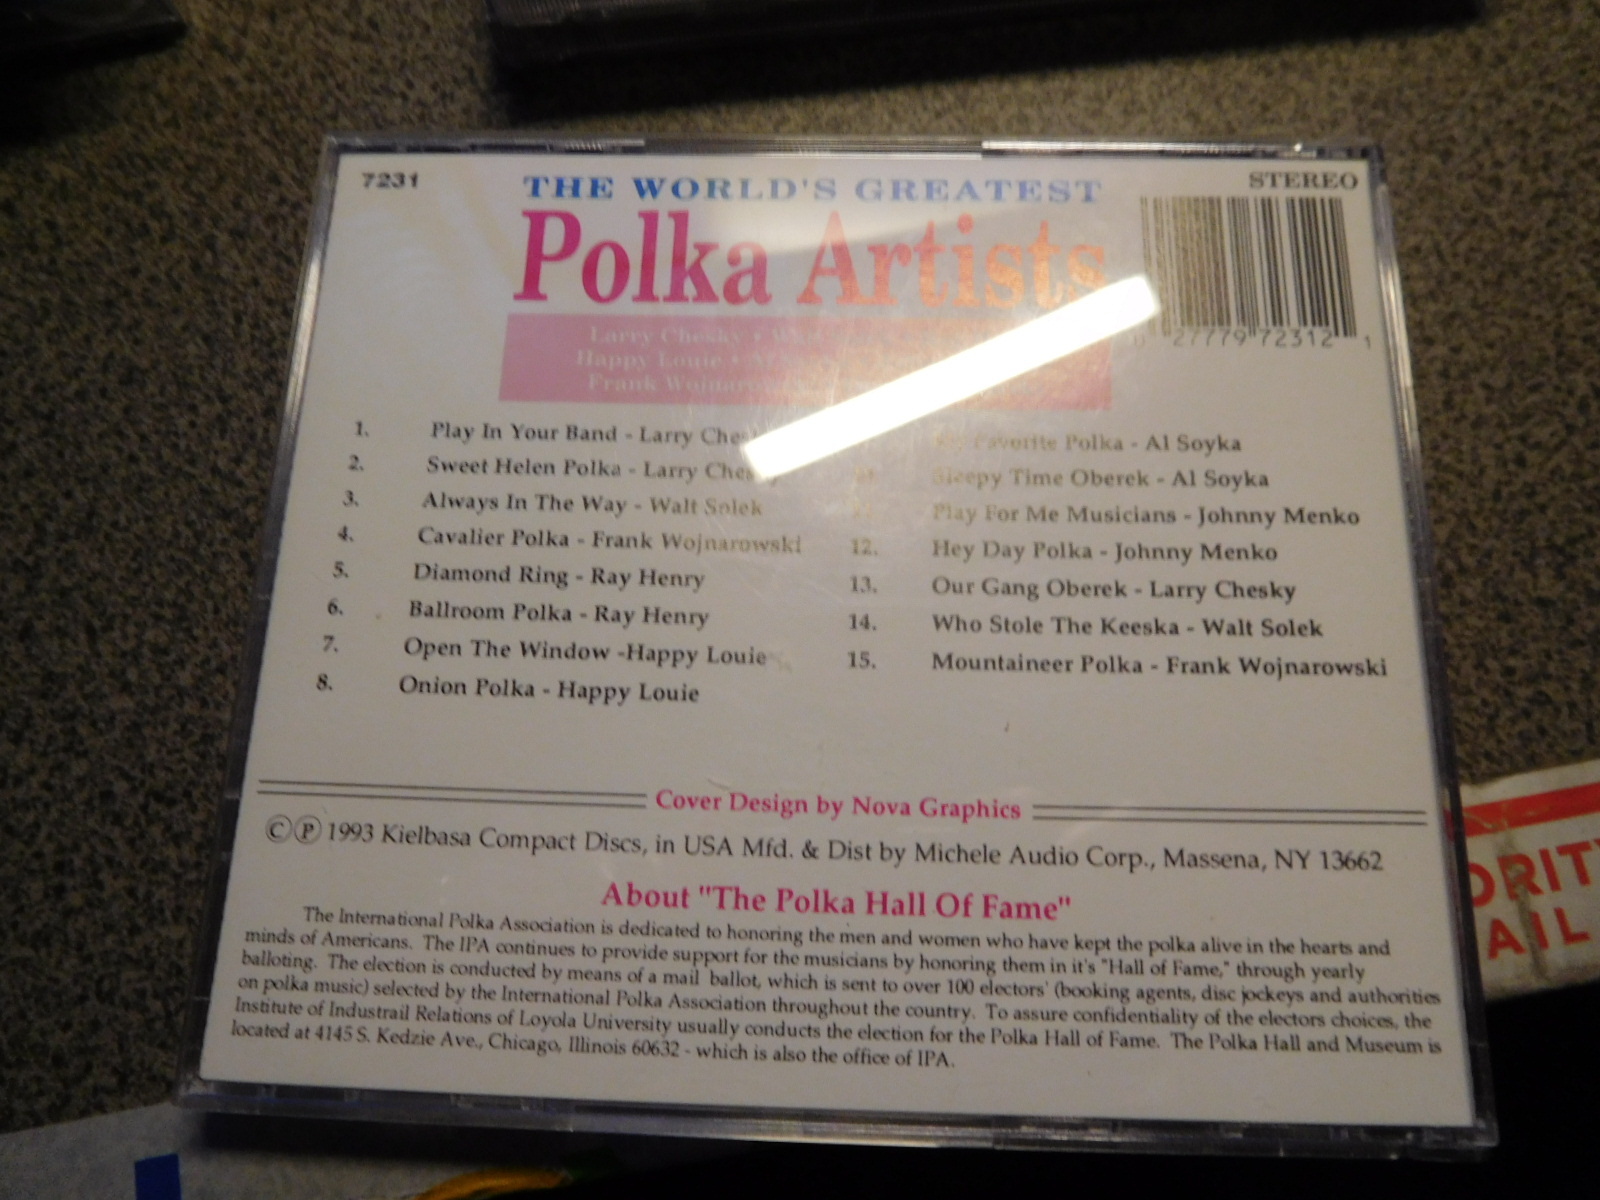 7231
THE WORLD'S GREATEST
STEREO
Polka Artists
27779 72312 1
Larry Chesky •
Happy Louie •
Frank
1. Play In Your Band - Larry
2. Sweet Helen Polka - Larry
3. Always In The Way - Walt Solek
4. Cavalier Polka - Frank Wojnarowski
5. Diamond Ring - Ray Henry
6. Ballroom Polka - Ray Henry
7. Open The Window -Happy Louie
8. Onion Polka - Happy Louie
Favorite Polka - Al Soyka
Sleepy Time Oberek - Al Soyka
Play For Me Musicians - Johnny Menko
12. Hey Day Polka - Johnny Menko
13. Our Gang Oberek - Larry Chesky
14. Who Stole The Keeska - Walt Solek
15. Mountaineer Polka - Frank Wojnarowski
Cover Design by Nova Graphics
©℗ 1993 Kielbasa Compact Discs, in USA Mfd. & Dist by Michele Audio Corp., Massena, NY 13662
About "The Polka Hall Of Fame"
The International Polka Association is dedicated to honoring the men and women who have kept the polka alive in the hearts and
minds of Americans. The IPA continues to provide support for the musicians by honoring them in it's "Hall of Fame," through yearly
balloting. The election is conducted by means of a mail ballot, which is sent to over 100 electors' (booking agents, disc jockeys and authorities
on polka music) selected by the International Polka Association throughout the country. To assure confidentiality of the electors choices, the
Institute of Industrail Relations of Loyola University usually conducts the election for the Polka Hall of Fame. The Polka Hall and Museum is
located at 4145 S. Kedzie Ave., Chicago, Illinois 60632 - which is also the office of IPA.
ORIT
AIL